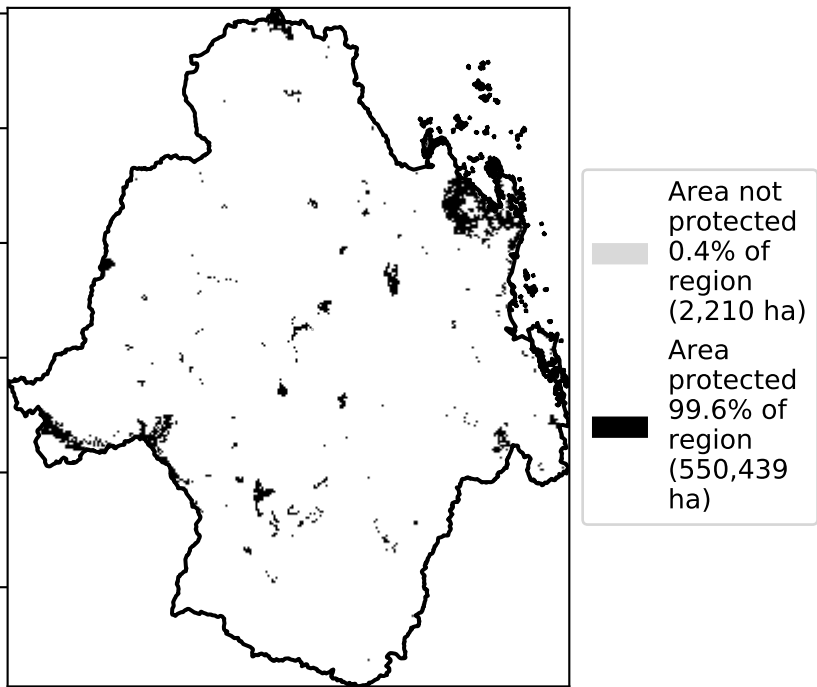 Area not
protected
0.4% of
region
(2,210 ha)
Area
protected
99.6% of
region
(550,439
ha)